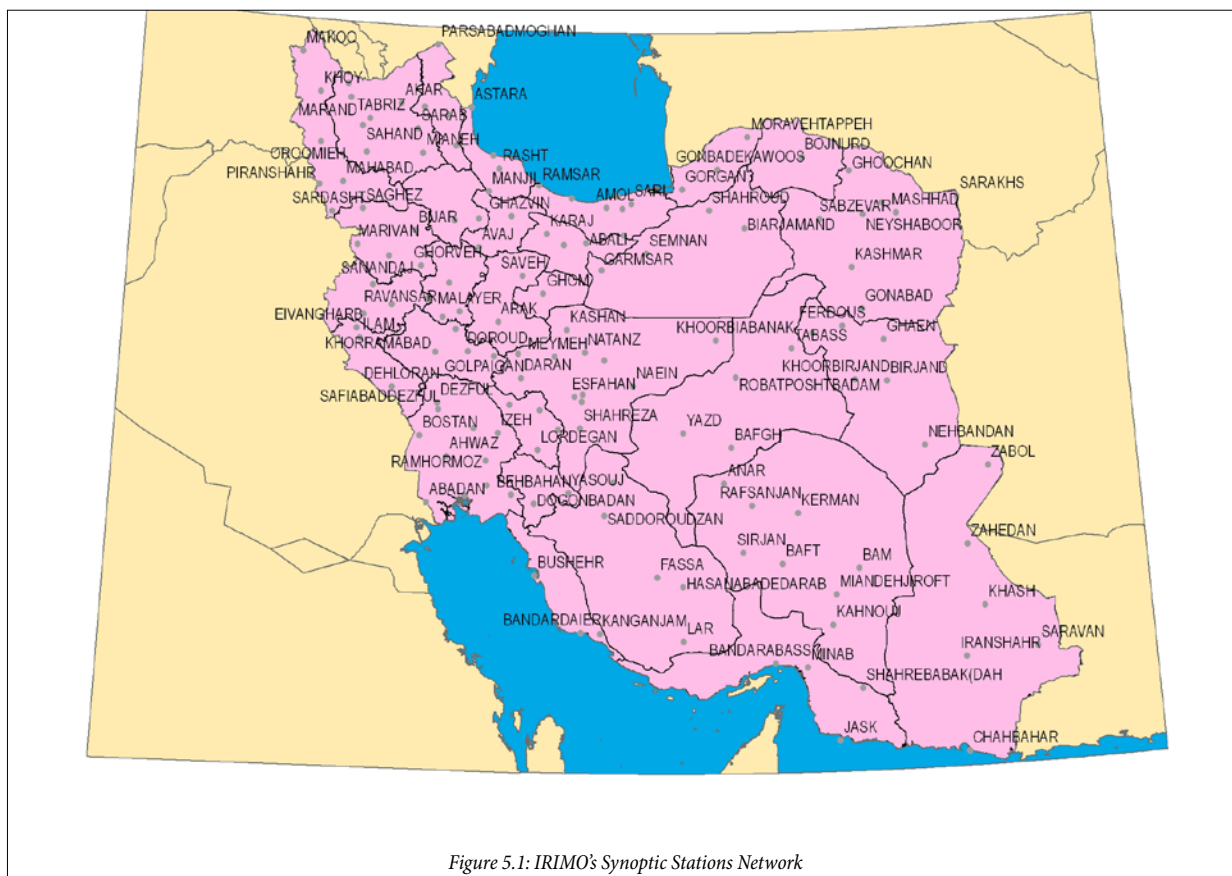 MAKOO
PARSABADMOGHAN
KHOY
AHAR
ASTARA
MARAND
TABRIZ
SARAB
SAHAND
MIANEH
MORAVEHTAPPEH
OROOMIEH
RASHT
GONBADEKAWOOS
BOJNURD
GHOOCHAN
PIRANSHAHR
MAHABAD
MANJIL
RAMSAR
GORGAN
SARAKHS
SARDASHT
SAGHEZ
GHAZVIN
AMOL
SARI
SHAHROUD
SABZEVAR
MASHHAD
BIJAR
KARAJ
BIARJAMAND
NEYSHABOOR
MARIVAN
AVAJ
ABALI
SEMNAN
GHORVEH
SAVEH
GARMSAR
KASHMAR
SANANDAJ
GHOM
RAVANSAR
MALAYER
GONABAD
EIVANGHARB
ARAK
KASHAN
FERDOUS
ILAM
KHOORBIABANAK
TABASS
GHAEN
KHORRAMABAD
DOROUD
MEYMEH
NATANZ
GOLPAIGAN
DARAN
KHOORBIRJAND
BIRJAND
DEHLORAN
NAEIN
ROBATPOSHTBADAM
SAFIABADDEZFUL
DEZFUL
ESFAHAN
BOSTAN
IZEH
SHAHREZA
YAZD
AHWAZ
LORDEGAN
BAFGH
NEHBANDAN
RAMHORMOZ
ZABOL
ANAR
ABADAN
BEHBAHAN
YASOUJ
RAFSANJAN
KERMAN
DOGONBADAN
SADDOROUDZAN
ZAHEDAN
SIRJAN
BAFT
BAM
BUSHEHR
FASSA
HASANABADEDARAB
MIANDEHJIROFT
KHASH
KAHNOUJ
BANDARDAIER
KANGANJAM
LAR
IRANSHAHR
SARAVAN
BANDARABASS
MINAB
SHAHREBABAK(DAH
JASK
CHAHBAHAR
Figure 5.1: IRIMO's Synoptic Stations Network